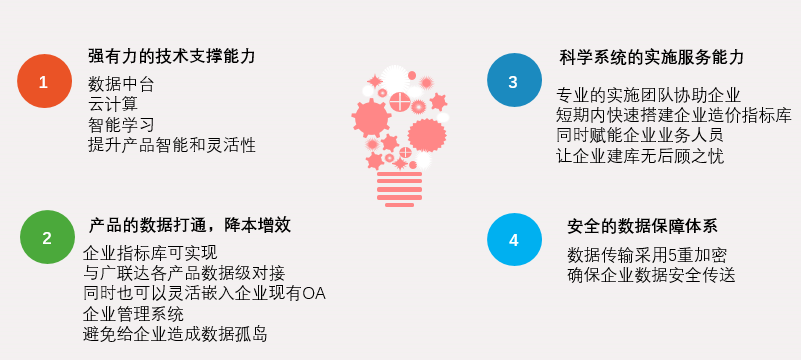 1
强有力的技术支撑能力
数据中台
云计算
智能学习
提升产品智能和灵活性
2
产品的数据打通，降本增效
企业指标库可实现
与广联达各产品数据级对接
同时也可以灵活嵌入企业现有OA
企业管理系统
避免给企业造成数据孤岛
3
科学系统的实施服务能力
专业的实施团队协助企业
短期内快速搭建企业造价指标库
同时赋能企业业务人员
让企业建库无后顾之忧
4
安全的数据保障体系
数据传输采用5重加密
确保企业数据安全传送